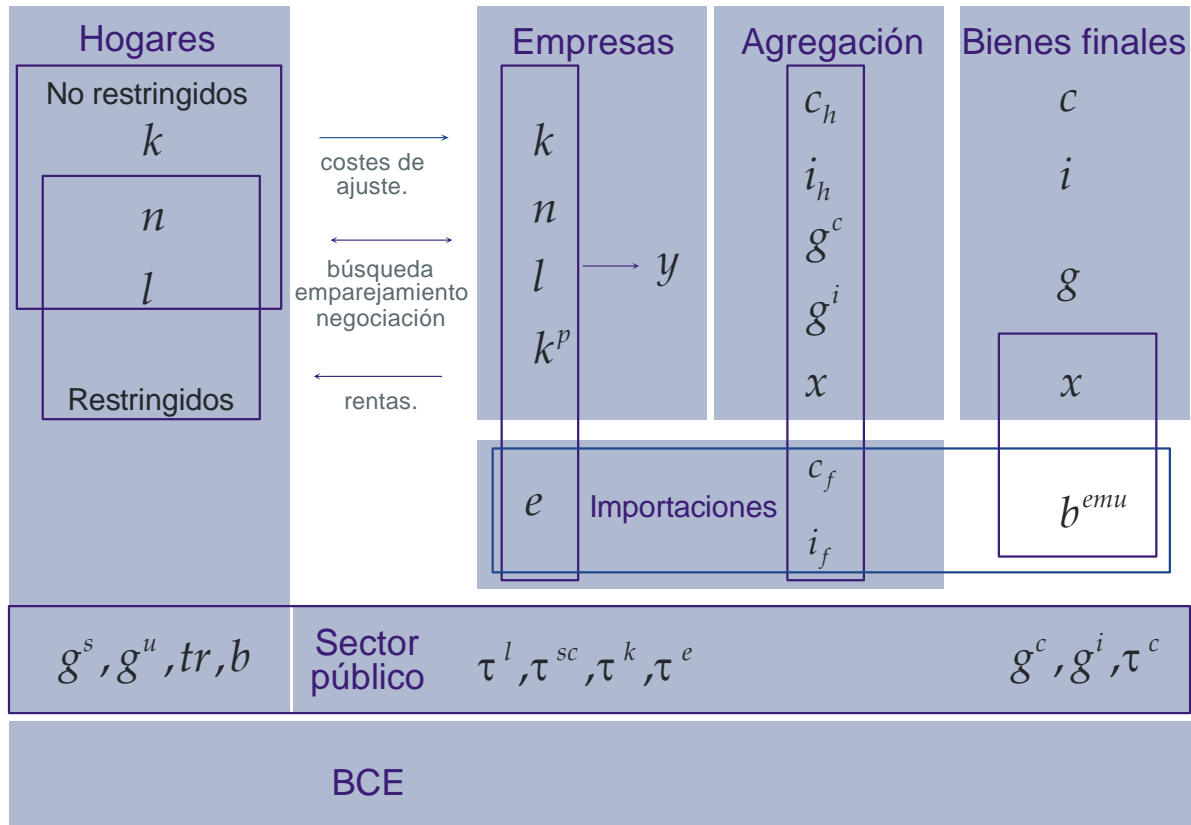 Hogares
No restringidos
k
n
l
Restringidos
costes de
ajuste.
búsqueda
emparejamiento
negociación
rentas.
Empresas
k
n
l
k^p
y
e
Agregación
c_h
i_h
g^c
g^i
x
Importaciones
c_f
i_f
Bienes finales
c
i
g
x
b^emu
g^s,g^u,tr,b
Sector
público
τ^l,τ^sc,τ^k,τ^e
g^c,g^i,τ^c
BCE